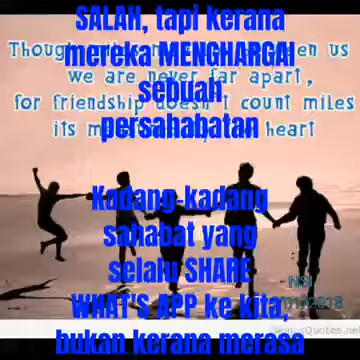 SALAH, tapi kerana
mereka MENGHARGAI
sebuah
persahabatan
Kadang-kadang
sahabat yang
selalu SHARE
WHAT'S APP ke kita,
bukan kerana merasa
en us
we are never far apart,
for friendship doesn't count miles
its heart